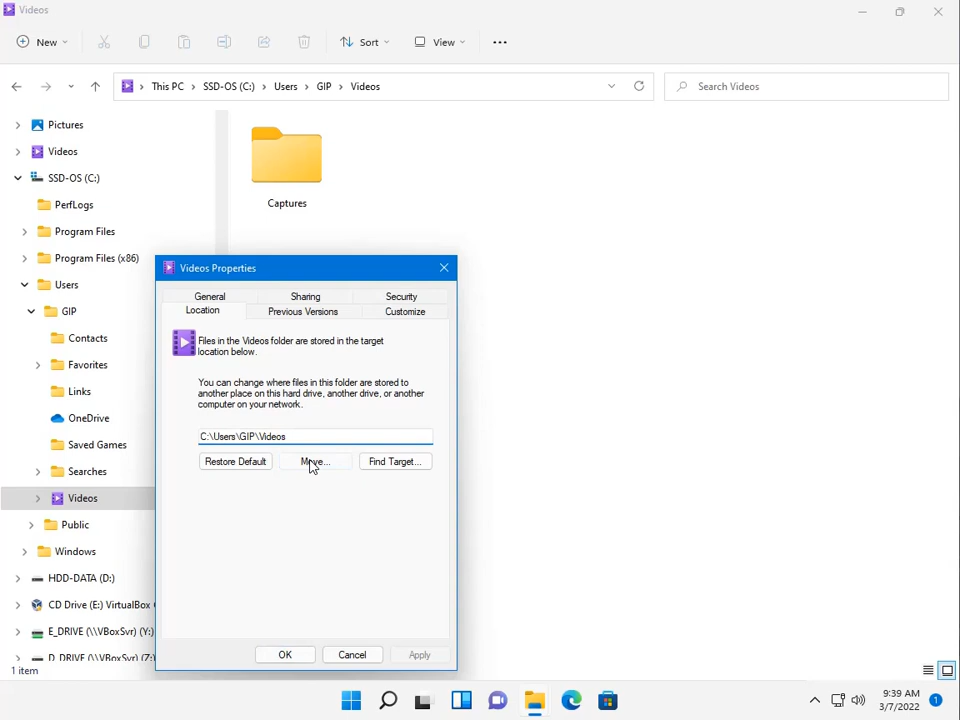 Videos
New
Sort
View
This PC > SSD-OS (C:) > Users > GIP > Videos
Search Videos
Pictures
Videos
SSD-OS (C:)
PerfLogs
Program Files
Program Files (x86)
Users
GIP
Contacts
Favorites
Links
OneDrive
Saved Games
Searches
Videos
Public
Windows
HDD-DATA (D:)
CD Drive (E:) VirtualBox
E_DRIVE (\\VBoxSvr) (Y:)
D_DRIVE (\\VBoxSvr) (Z:)
1 item
Captures
Videos Properties
General
Sharing
Security
Location
Previous Versions
Customize
Files in the Videos folder are stored in the target
location below.
You can change where files in this folder are stored to
another place on this hard drive, another drive, or another
computer on your network.
C:\Users\GIP\Videos
Restore Default
Move...
Find Target...
OK
Cancel
Apply
9:39 AM
3/7/2022
1